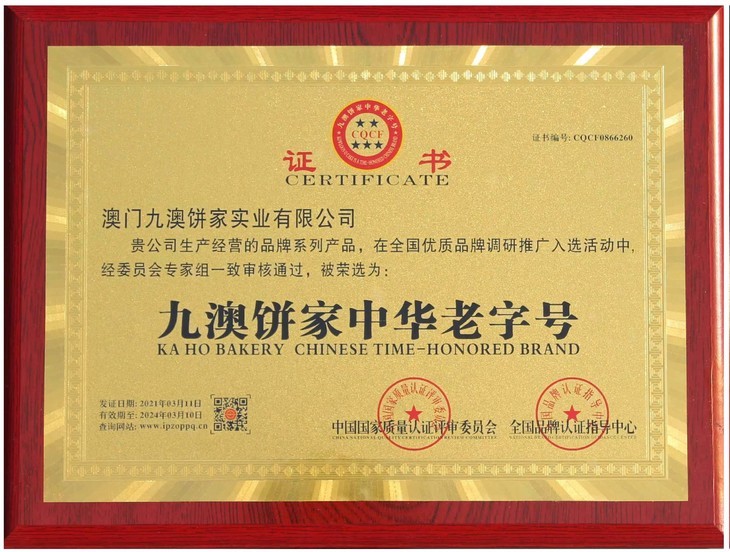 九澳饼家中华老字号
CQCF
证书编号: CQCF0866260
证 书
CERTIFICATE
澳门九澳饼家实业有限公司
贵公司生产经营的品牌系列产品，在全国优质品牌调研推广入选活动中，
经委员会专家组一致审核通过，被荣选为：
九澳饼家中华老字号
KA HO BAKERY CHINESE TIME-HONORED BRAND
发证日期: 2021年03月11日
有效期至: 2024年03月10日
查询网站: www.ipzoppq.cn
中国国家质量认证评审委员会
CHINA NATIONAL QUALITY CERTIFICATION REVIEW COMMITTEE
全国品牌认证指导中心